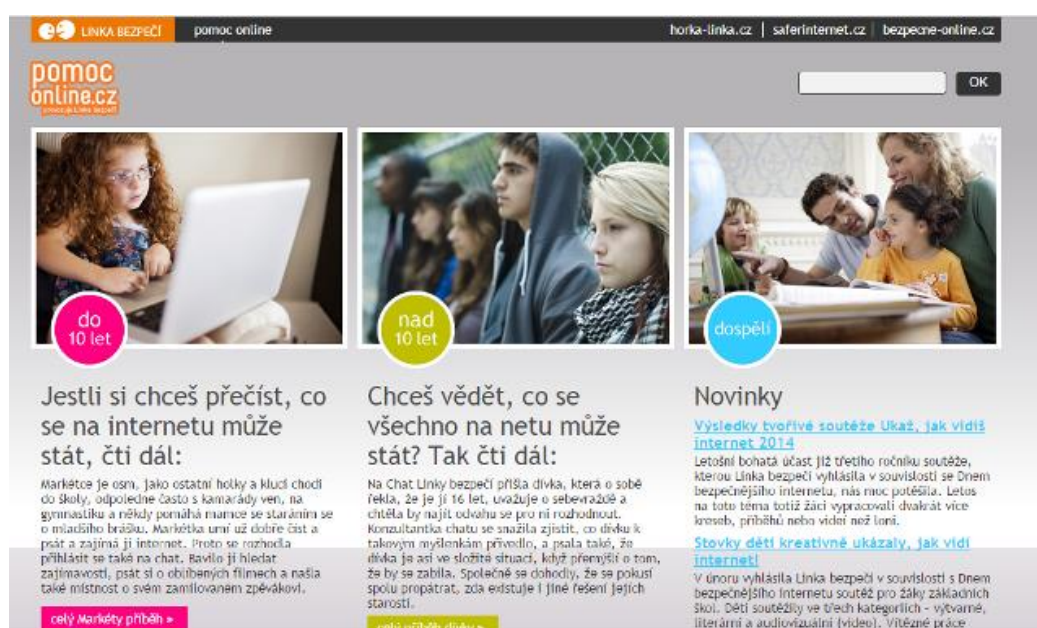 LINKA BEZPEČÍ
pomoc online
horka-linka.cz | saferinternet.cz | bezpecne-online.cz
pomoc
online.cz
OK
do
10 let
nad
10 let
dospělí
Jestli si chceš přečíst, co
se na internetu může
stát, čti dál:
Markétce je osm, jako ostatní holky a kluci chodí
do školy, odpoledne často s kamarády ven, na
gymnastiku a někdy pomáhá mamce se staráním se
o mladšího brášku. Markétka umí už dobře číst a
psát a zajímá ji internet. Proto se rozhodla
přihlásit se také na chat. Bavilo ji hledat
zajímavosti, psát si o oblíbených filmech a našla
také místnost o svém zamilovaném zpěvákovi.
celý Markéty příběh »
Chceš vědět, co se
všechno na netu může
stát? Tak čti dál:
Na Chat Linky bezpečí přišla dívka, která o sobě
řekla, že je jí 16 let, uvažuje o sebevraždě a
chtěla by najít odvahu se pro ni rozhodnout.
Konzultantka chatu se snažila zjistit, co dívku k
takovým myšlenkám přivedlo, a psala také, že
dívka je asi ve složité situaci, když přemýšlí o tom,
že by se zabila. Společně se dohodly, že se pokusí
spolu propátrat, zda existuje i jiné řešení jejích
starostí.
celý příběh dívky »
Novinky
Výsledky tvořivé soutěže Ukaž, jak vidíš
internet 2014
Letošní bohatá účast již třetího ročníku soutěže,
kterou Linka bezpečí vyhlásila v souvislosti se Dnem
bezpečnějšího internetu, nás moc potěšila. Letos
na toto téma totiž žáci vypracovali dvakrát více
kreseb, příběhů nebo videí než loni.
Stovky dětí kreativně ukázaly, jak vidí
internet!
V únoru vyhlásila Linka bezpečí v souvislosti s Dnem
bezpečnějšího internetu soutěž pro žáky základních
škol. Děti soutěžily ve třech kategoriích - výtvarné,
literární a audiovizuální (video). Vítězné práce